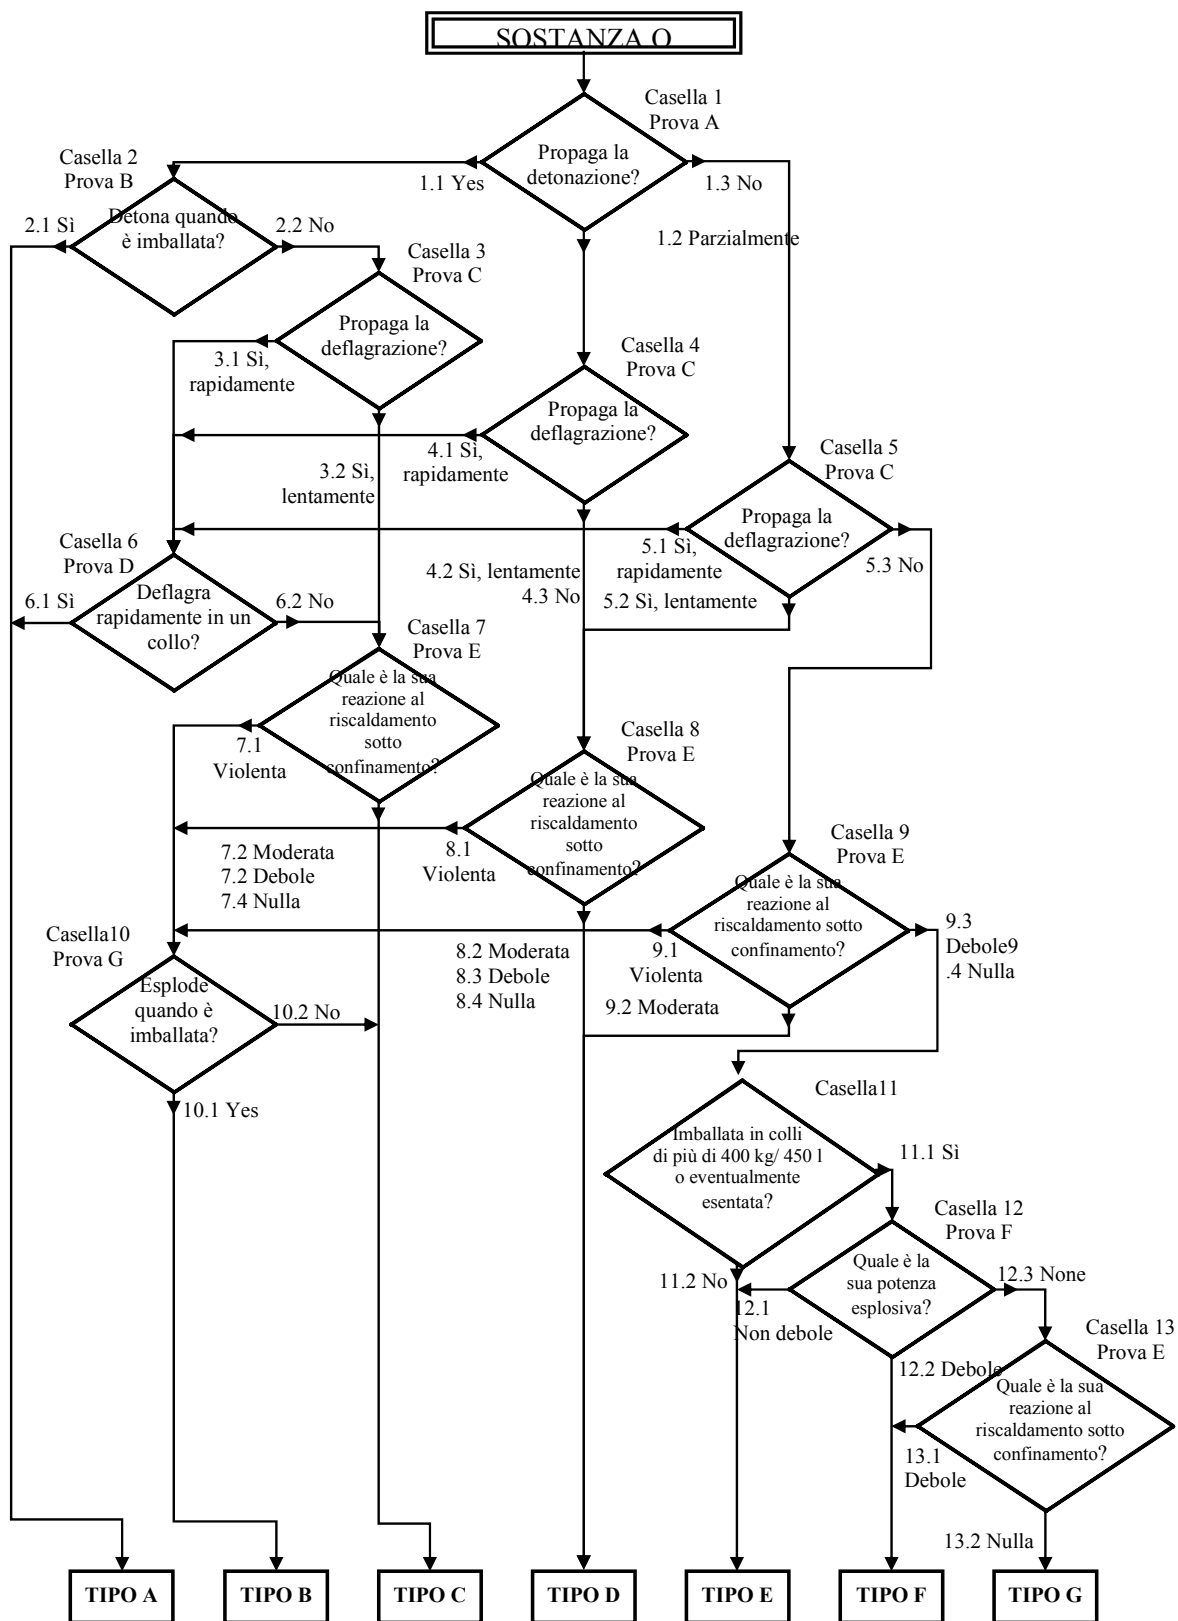 SOSTANZA O
Casella 1
Prova A
Propaga la
detonazione?
1.1 Yes
1.3 No
1.2 Parzialmente
Casella 2
Prova B
Detona quando
è imballata?
2.1 Sì
2.2 No
Casella 3
Prova C
Propaga la
deflagrazione?
3.1 Sì,
rapidamente
3.2 Sì,
lentamente
Casella 4
Prova C
Propaga la
deflagrazione?
4.1 Sì,
rapidamente
4.2 Sì, lentamente
4.3 No
Casella 5
Prova C
Propaga la
deflagrazione?
5.1 Sì,
rapidamente
5.2 Sì, lentamente
5.3 No
Casella 6
Prova D
Deflagra
rapidamente in un
collo?
6.1 Sì
6.2 No
Casella 7
Prova E
Quale è la sua
reazione al
riscaldamento
sotto
confinamento?
7.1
Violenta
7.2 Moderata
7.2 Debole
7.4 Nulla
Casella 8
Prova E
Quale è la sua
reazione al
riscaldamento
sotto
confinamento?
8.1
Violenta
8.2 Moderata
8.3 Debole
8.4 Nulla
Casella 9
Prova E
Quale è la sua
reazione al
riscaldamento sotto
confinamento?
9.1
Violenta
9.2 Moderata
9.3
Debole9
.4 Nulla
Casella10
Prova G
Esplode
quando è
imballata?
10.2 No
10.1 Yes
Casella11
Imballata in colli
di più di 400 kg/ 450 l
o eventualmente
esentata?
11.1 Sì
11.2 No
Casella 12
Prova F
Quale è la
sua potenza
esplosiva?
12.1
Non debole
12.3 None
12.2 Debole
Casella 13
Prova E
Quale è la sua
reazione al
riscaldamento sotto
confinamento?
13.1
Debole
13.2 Nulla
TIPO A
TIPO B
TIPO C
TIPO D
TIPO E
TIPO F
TIPO G